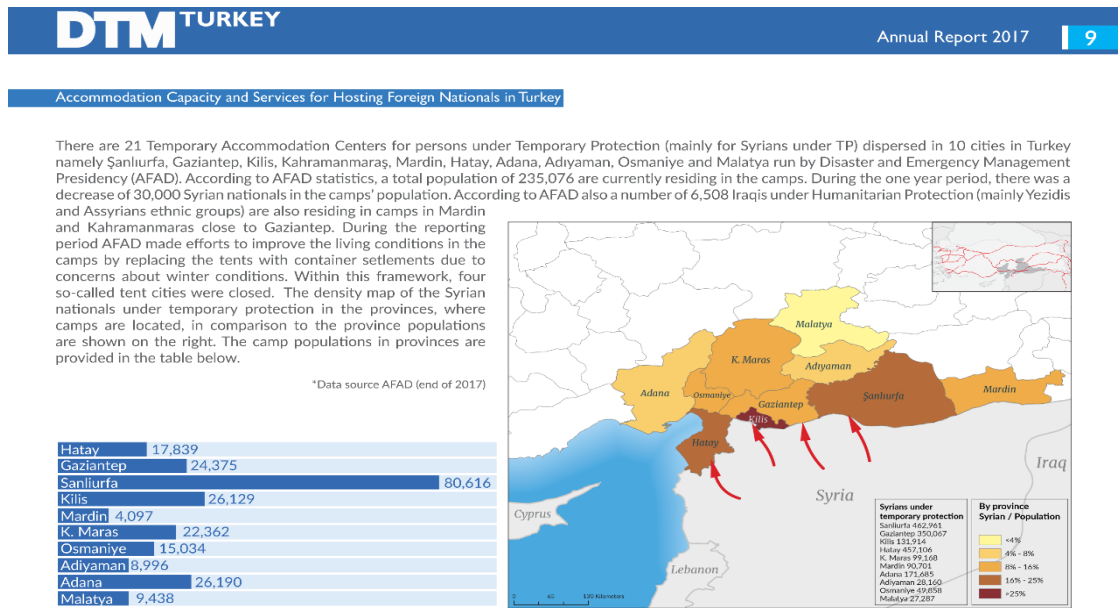 DTM TURKEY
Annual Report 2017 9
Accommodation Capacity and Services for Hosting Foreign Nationals in Turkey
There are 21 Temporary Accommodation Centers for persons under Temporary Protection (mainly for Syrians under TP) dispersed in 10 cities in Turkey
namely Şanlıurfa, Gaziantep, Kilis, Kahramanmaraş, Mardin, Hatay, Adana, Adıyaman, Osmaniye and Malatya run by Disaster and Emergency Management
Presidency (AFAD). According to AFAD statistics, a total population of 235,076 are currently residing in the camps. During the one year period, there was a
decrease of 30,000 Syrian nationals in the camps’ population. According to AFAD also a number of 6,508 Iraqis under Humanitarian Protection (mainly Yezidis
and Assyrians ethnic groups) are also residing in camps in Mardin
and Kahramanmaras close to Gaziantep. During the reporting
period AFAD made efforts to improve the living conditions in the
camps by replacing the tents with container setlements due to
concerns about winter conditions. Within this framework, four
so-called tent cities were closed. The density map of the Syrian
nationals under temporary protection in the provinces, where
camps are located, in comparison to the province populations
are shown on the right. The camp populations in provinces are
provided in the table below.
*Data source AFAD (end of 2017)
Hatay 17,839
Gaziantep 24,375
Sanliurfa 80,616
Kilis 26,129
Mardin 4,097
K. Maras 22,362
Osmaniye 15,034
Adiyaman 8,996
Adana 26,190
Malatya 9,438
Malatya
K. Maras
Adıyaman
Adana
Osmaniye
Gaziantep
Şanlıurfa
Mardin
Kilis
Hatay
Iraq
Syria
Cyprus
Lebanon
0 60 120 Kilometers
Syrians under
temporary protection
Sanliurfa 462,961
Gaziantep 350,067
Kilis 131,914
Hatay 457,106
K. Maras 99,168
Mardin 90,701
Adana 171,685
Adiyaman 28,160
Osmaniye 49,858
Malatya 27,287
By province
Syrian / Population
<4%
4% - 8%
8% - 16%
16% - 25%
>25%